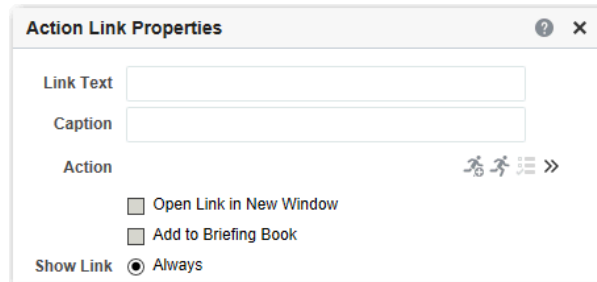 Action Link Properties
Link Text
Caption
Action
Open Link in New Window
Add to Briefing Book
Show Link Always